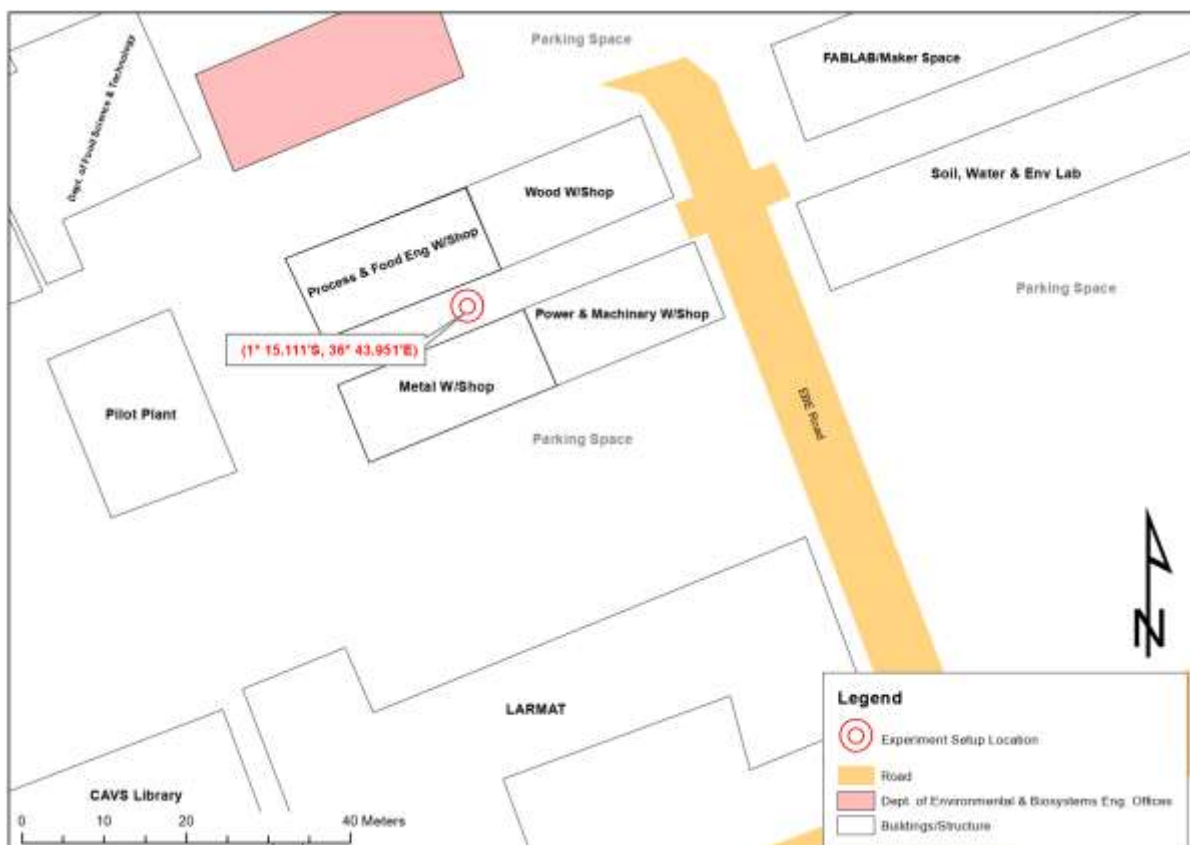 Parking Space
FABLAB/Maker Space
Dept. of Food Science & Technology
Soil, Water & Env Lab
Wood W/Shop
Process & Food Eng W/Shop
Parking Space
Power & Machinery W/Shop
(1° 15.111'S, 36° 43.951'E)
Metal W/Shop
Pilot Plant
EBE Road
Parking Space
N
LARMAT
CAVS Library
0 10 20 40 Meters
Legend
Experiment Setup Location
Road
Dept. of Environmental & Biosystems Eng. Offices
Buildings/Structure